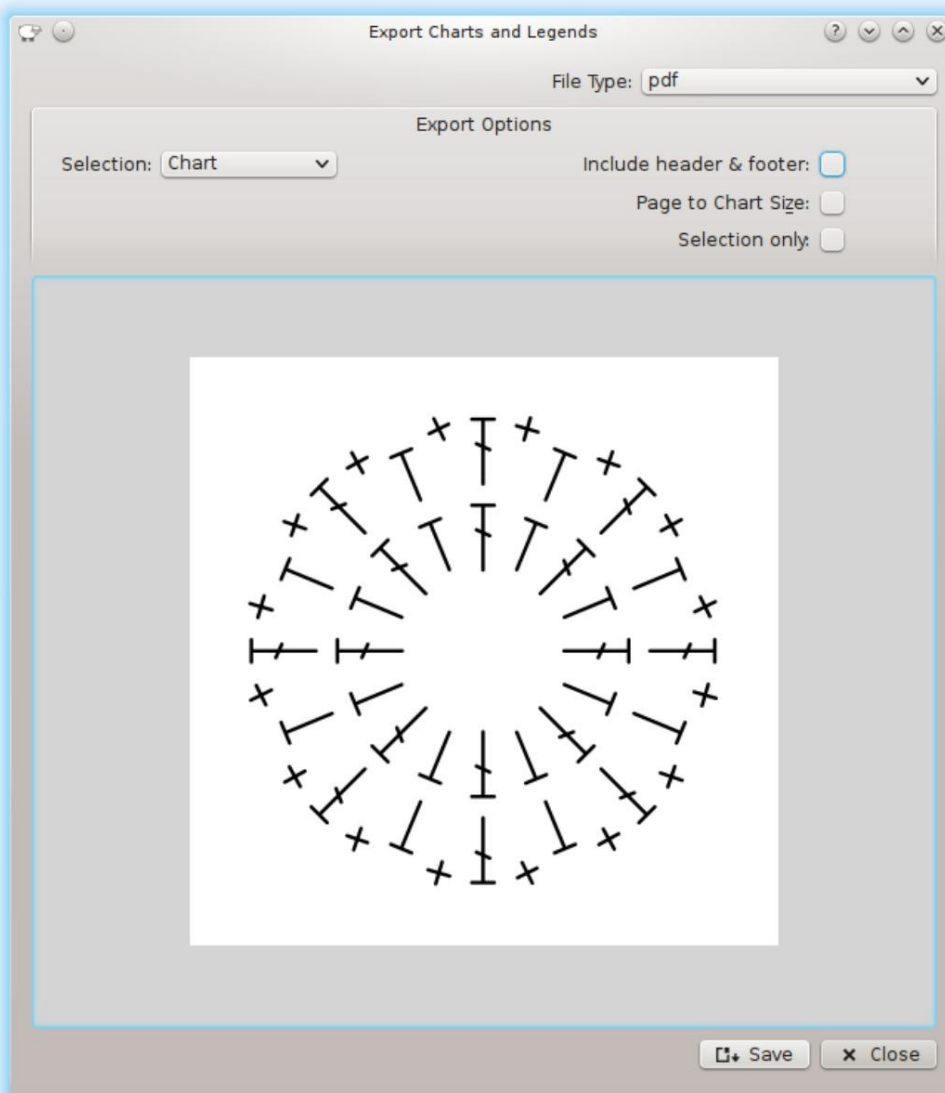 Export Charts and Legends
File Type: pdf
Export Options
Selection: Chart Include header & footer:
Page to Chart Size:
Selection only:
Save Close